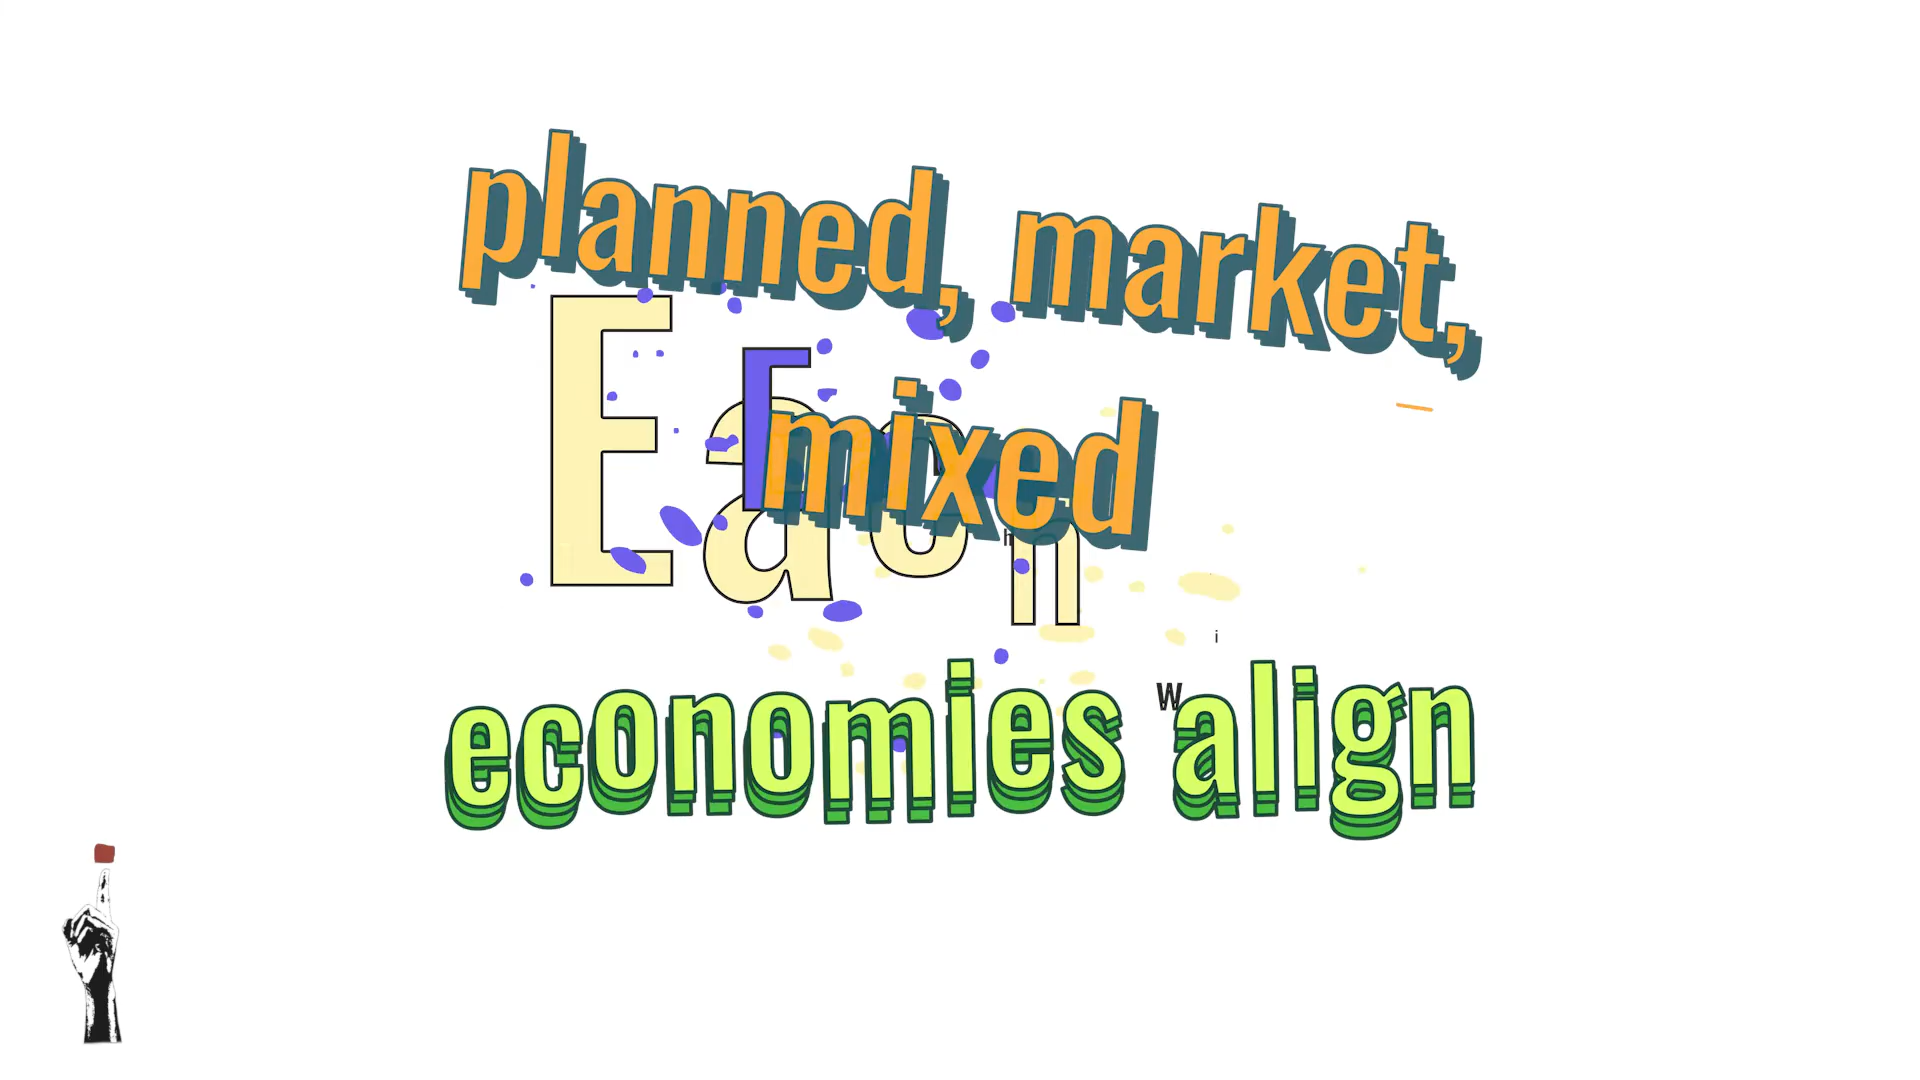 planned, market,
mixed
economies align